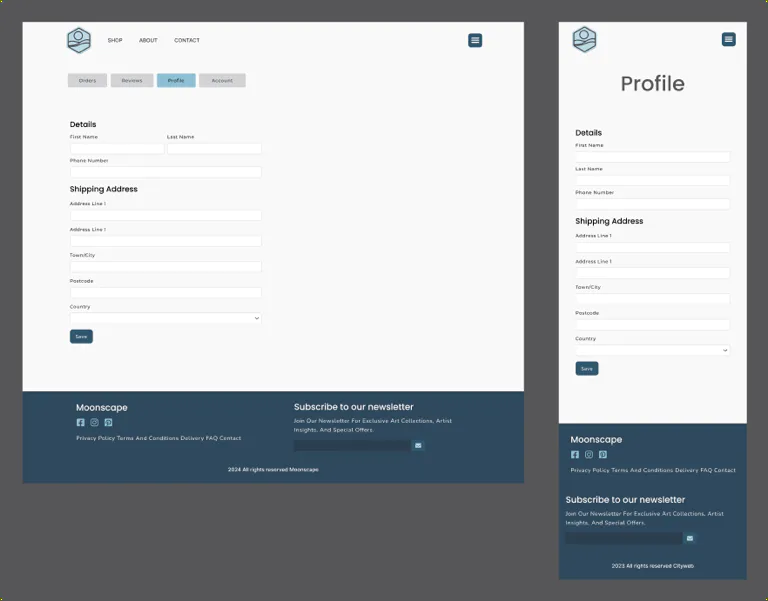 SHOP ABOUT CONTACT
Orders Reviews Profile Account
Details
First Name Last Name
Phone Number
Shipping Address
Address Line 1
Address Line 1
Town/City
Postcode
Country
Save
Moonscape
Privacy Policy Terms And Conditions Delivery FAQ Contact
Subscribe to our newsletter
Join Our Newsletter For Exclusive Art Collections, Artist
Insights, And Special Offers.
2024 All rights reserved Moonscape
Profile
Details
First Name
Last Name
Phone Number
Shipping Address
Address Line 1
Address Line 1
Town/City
Postcode
Country
Save
Moonscape
Privacy Policy Terms And Conditions Delivery FAQ Contact
Subscribe to our newsletter
Join Our Newsletter For Exclusive Art Collections, Artist
Insights, And Special Offers.
2023 All rights reserved Cityweb